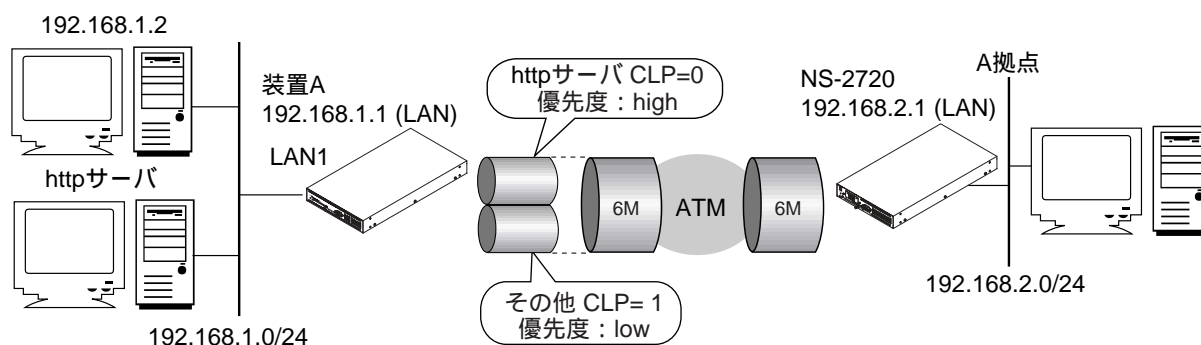 192.168.1.2
装置A
192.168.1.1 (LAN)
LAN1
httpサーバ
192.168.1.0/24
httpサーバ CLP=0
優先度：high
6M
ATM
6M
その他 CLP= 1
優先度：low
NS-2720
192.168.2.1 (LAN)
A拠点
192.168.2.0/24